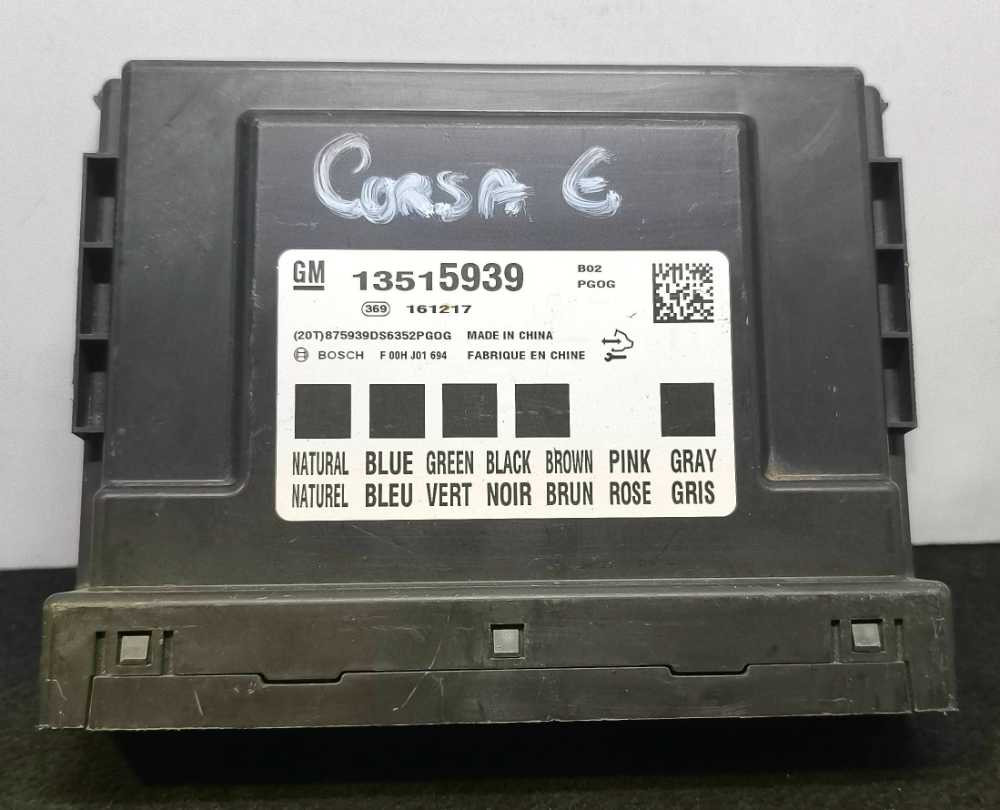 CORSA E
GM 13515939 B02
PGOG
369 161217
(20T)875939DS6352PGOG MADE IN CHINA
BOSCH F 00H J01 694 FABRIQUE EN CHINE
NATURAL BLUE GREEN BLACK BROWN PINK GRAY
NATUREL BLEU VERT NOIR BRUN ROSE GRIS